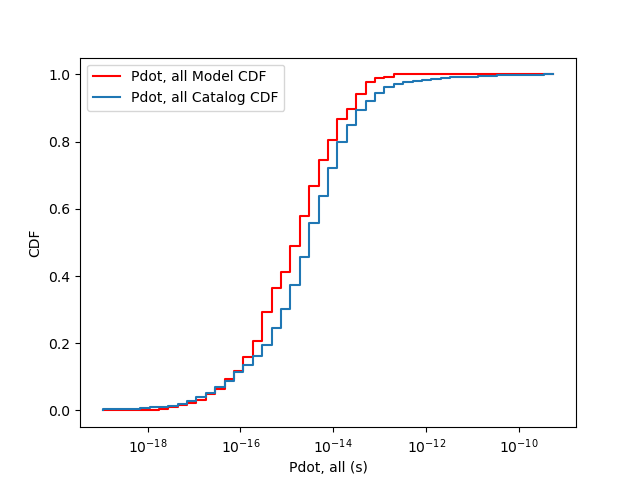 Pdot, all Model CDF
Pdot, all Catalog CDF
1.0
0.8
0.6
0.4
0.2
0.0
CDF
10⁻¹⁸ 10⁻¹⁶ 10⁻¹⁴ 10⁻¹² 10⁻¹⁰
Pdot, all (s)